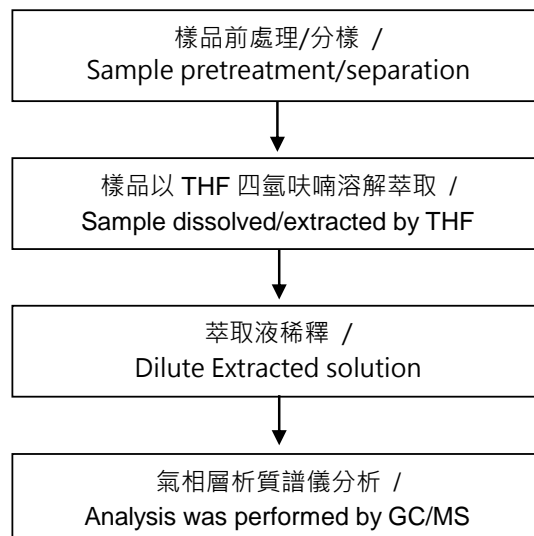 樣品前處理/分樣 /
Sample pretreatment/separation
樣品以 THF 四氫呋喃溶解萃取 /
Sample dissolved/extracted by THF
萃取液稀釋 /
Dilute Extracted solution
氣相層析質譜儀分析 /
Analysis was performed by GC/MS